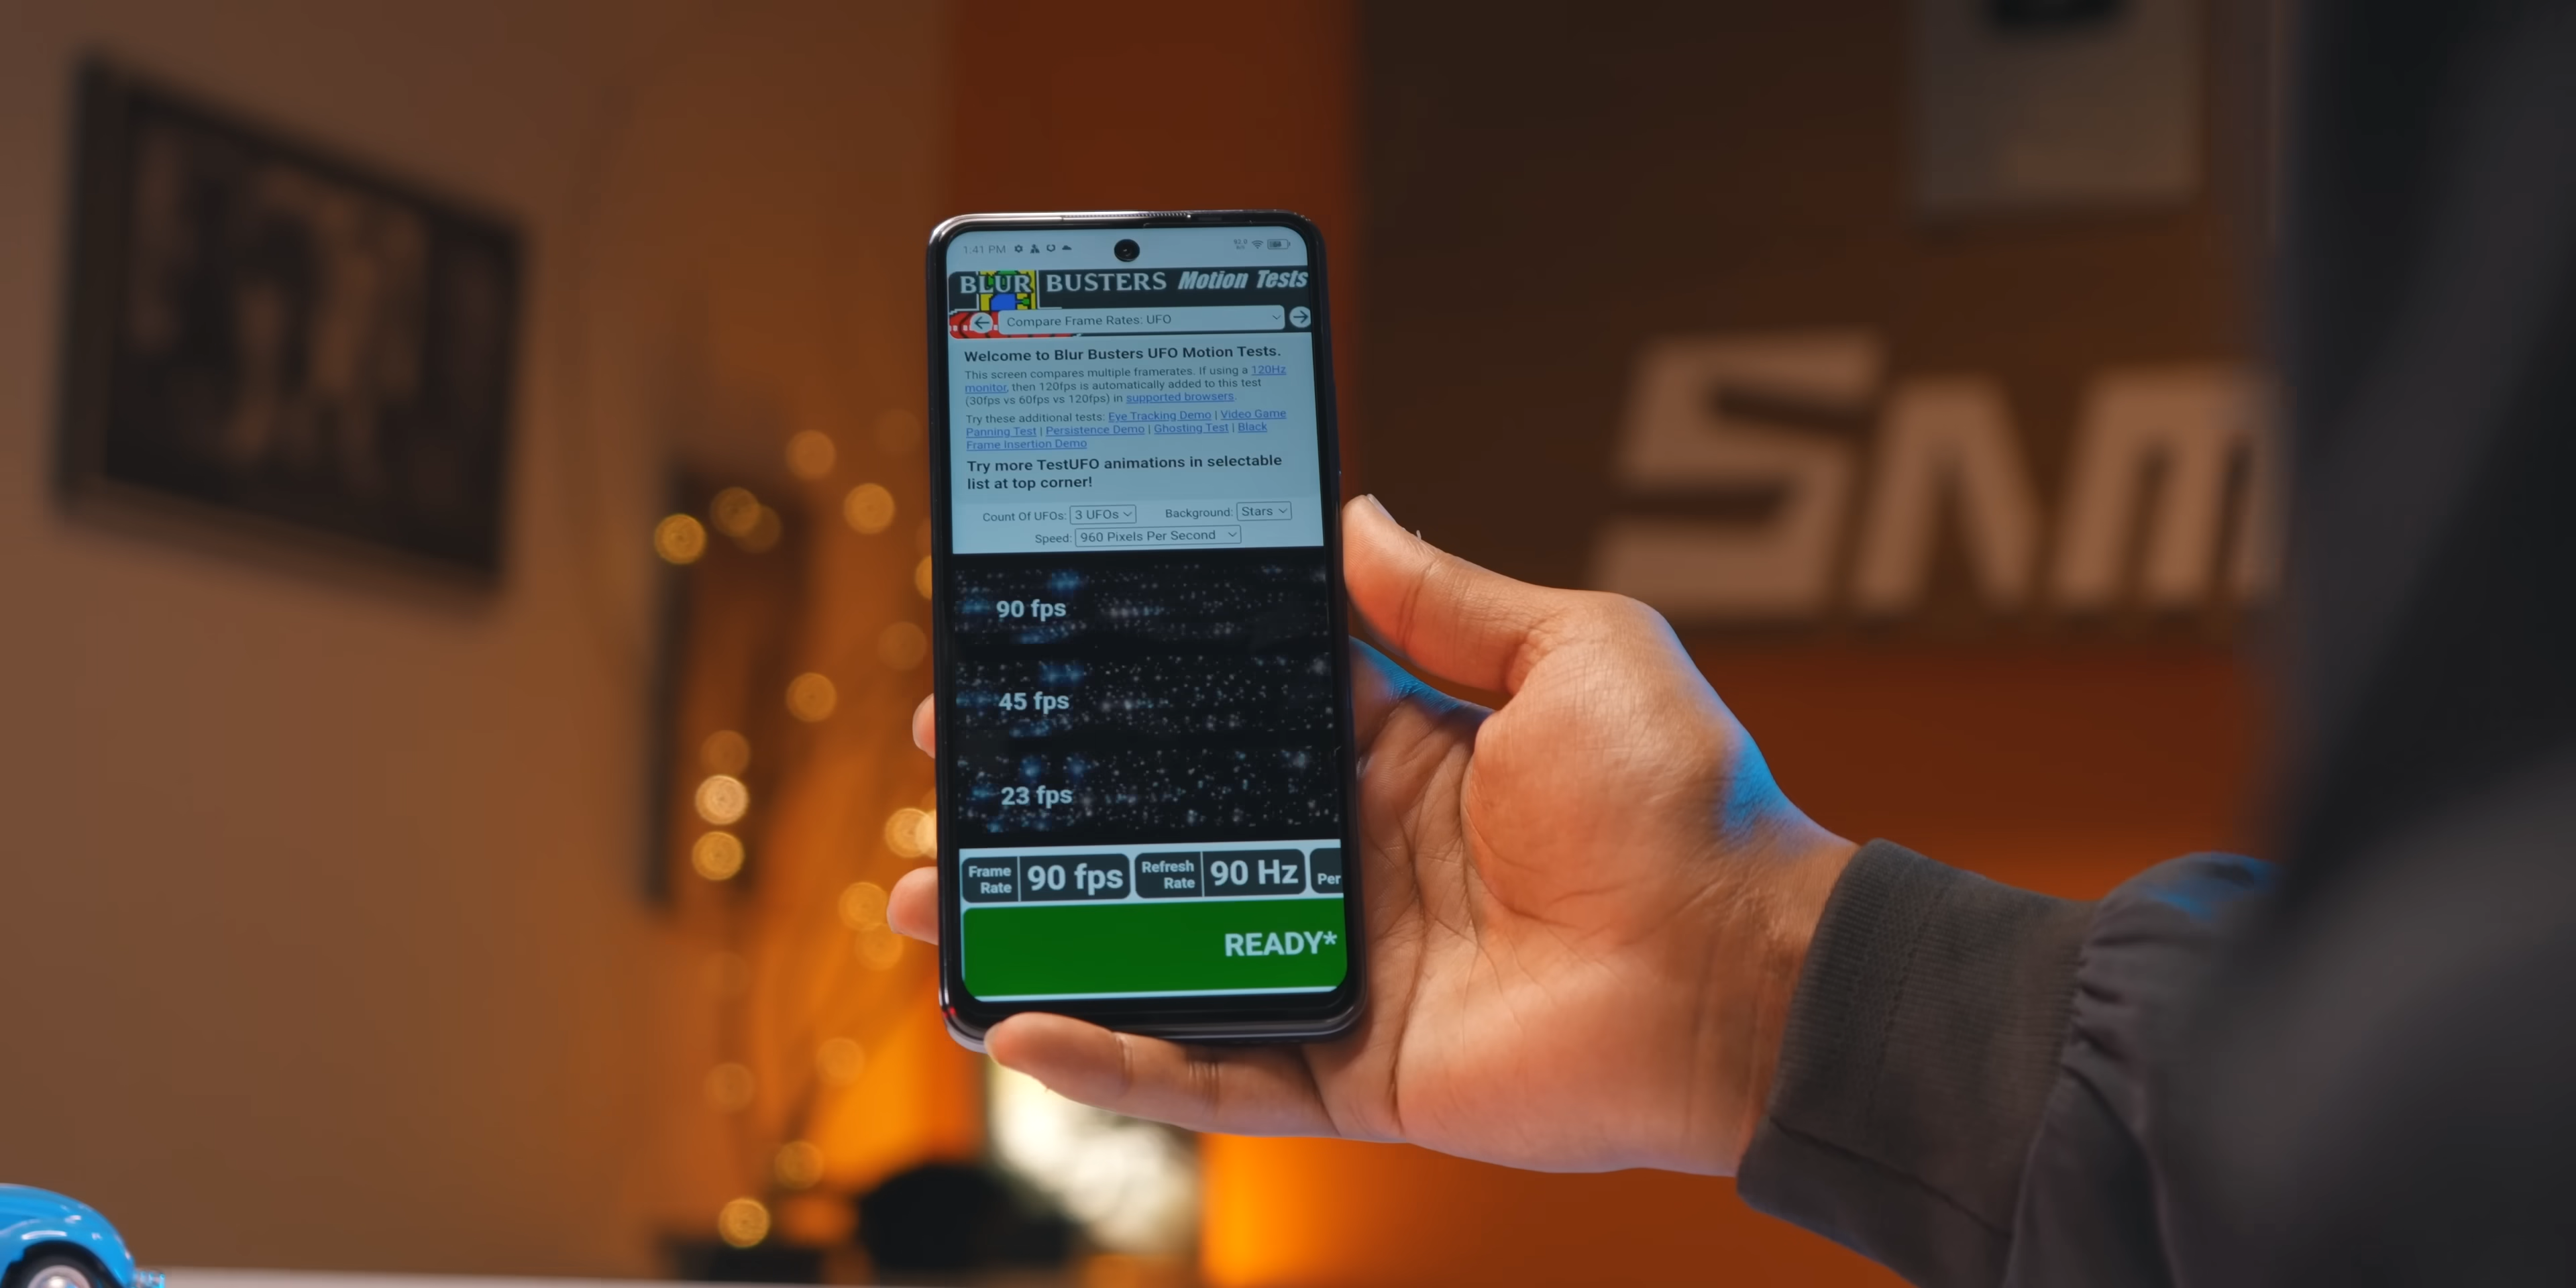 1:41 PM
BLUR BUSTERS Motion Tests
Compare Frame Rates: UFO
Welcome to Blur Busters UFO Motion Tests.
This screen compares multiple framerates. If using a 120Hz
monitor, then 120fps is automatically added to this test
(30fps vs 60fps vs 120fps) in supported browsers.
Try these additional tests: Eye Tracking Demo | Video Game
Panning Test | Persistence Demo | Ghosting Test | Black
Frame Insertion Demo
Try more TestUFO animations in selectable
list at top corner!
Count Of UFOs: 3 UFOs Background: Stars
Speed: 960 Pixels Per Second
90 fps
45 fps
23 fps
Frame Rate 90 fps Refresh Rate 90 Hz Per
READY*